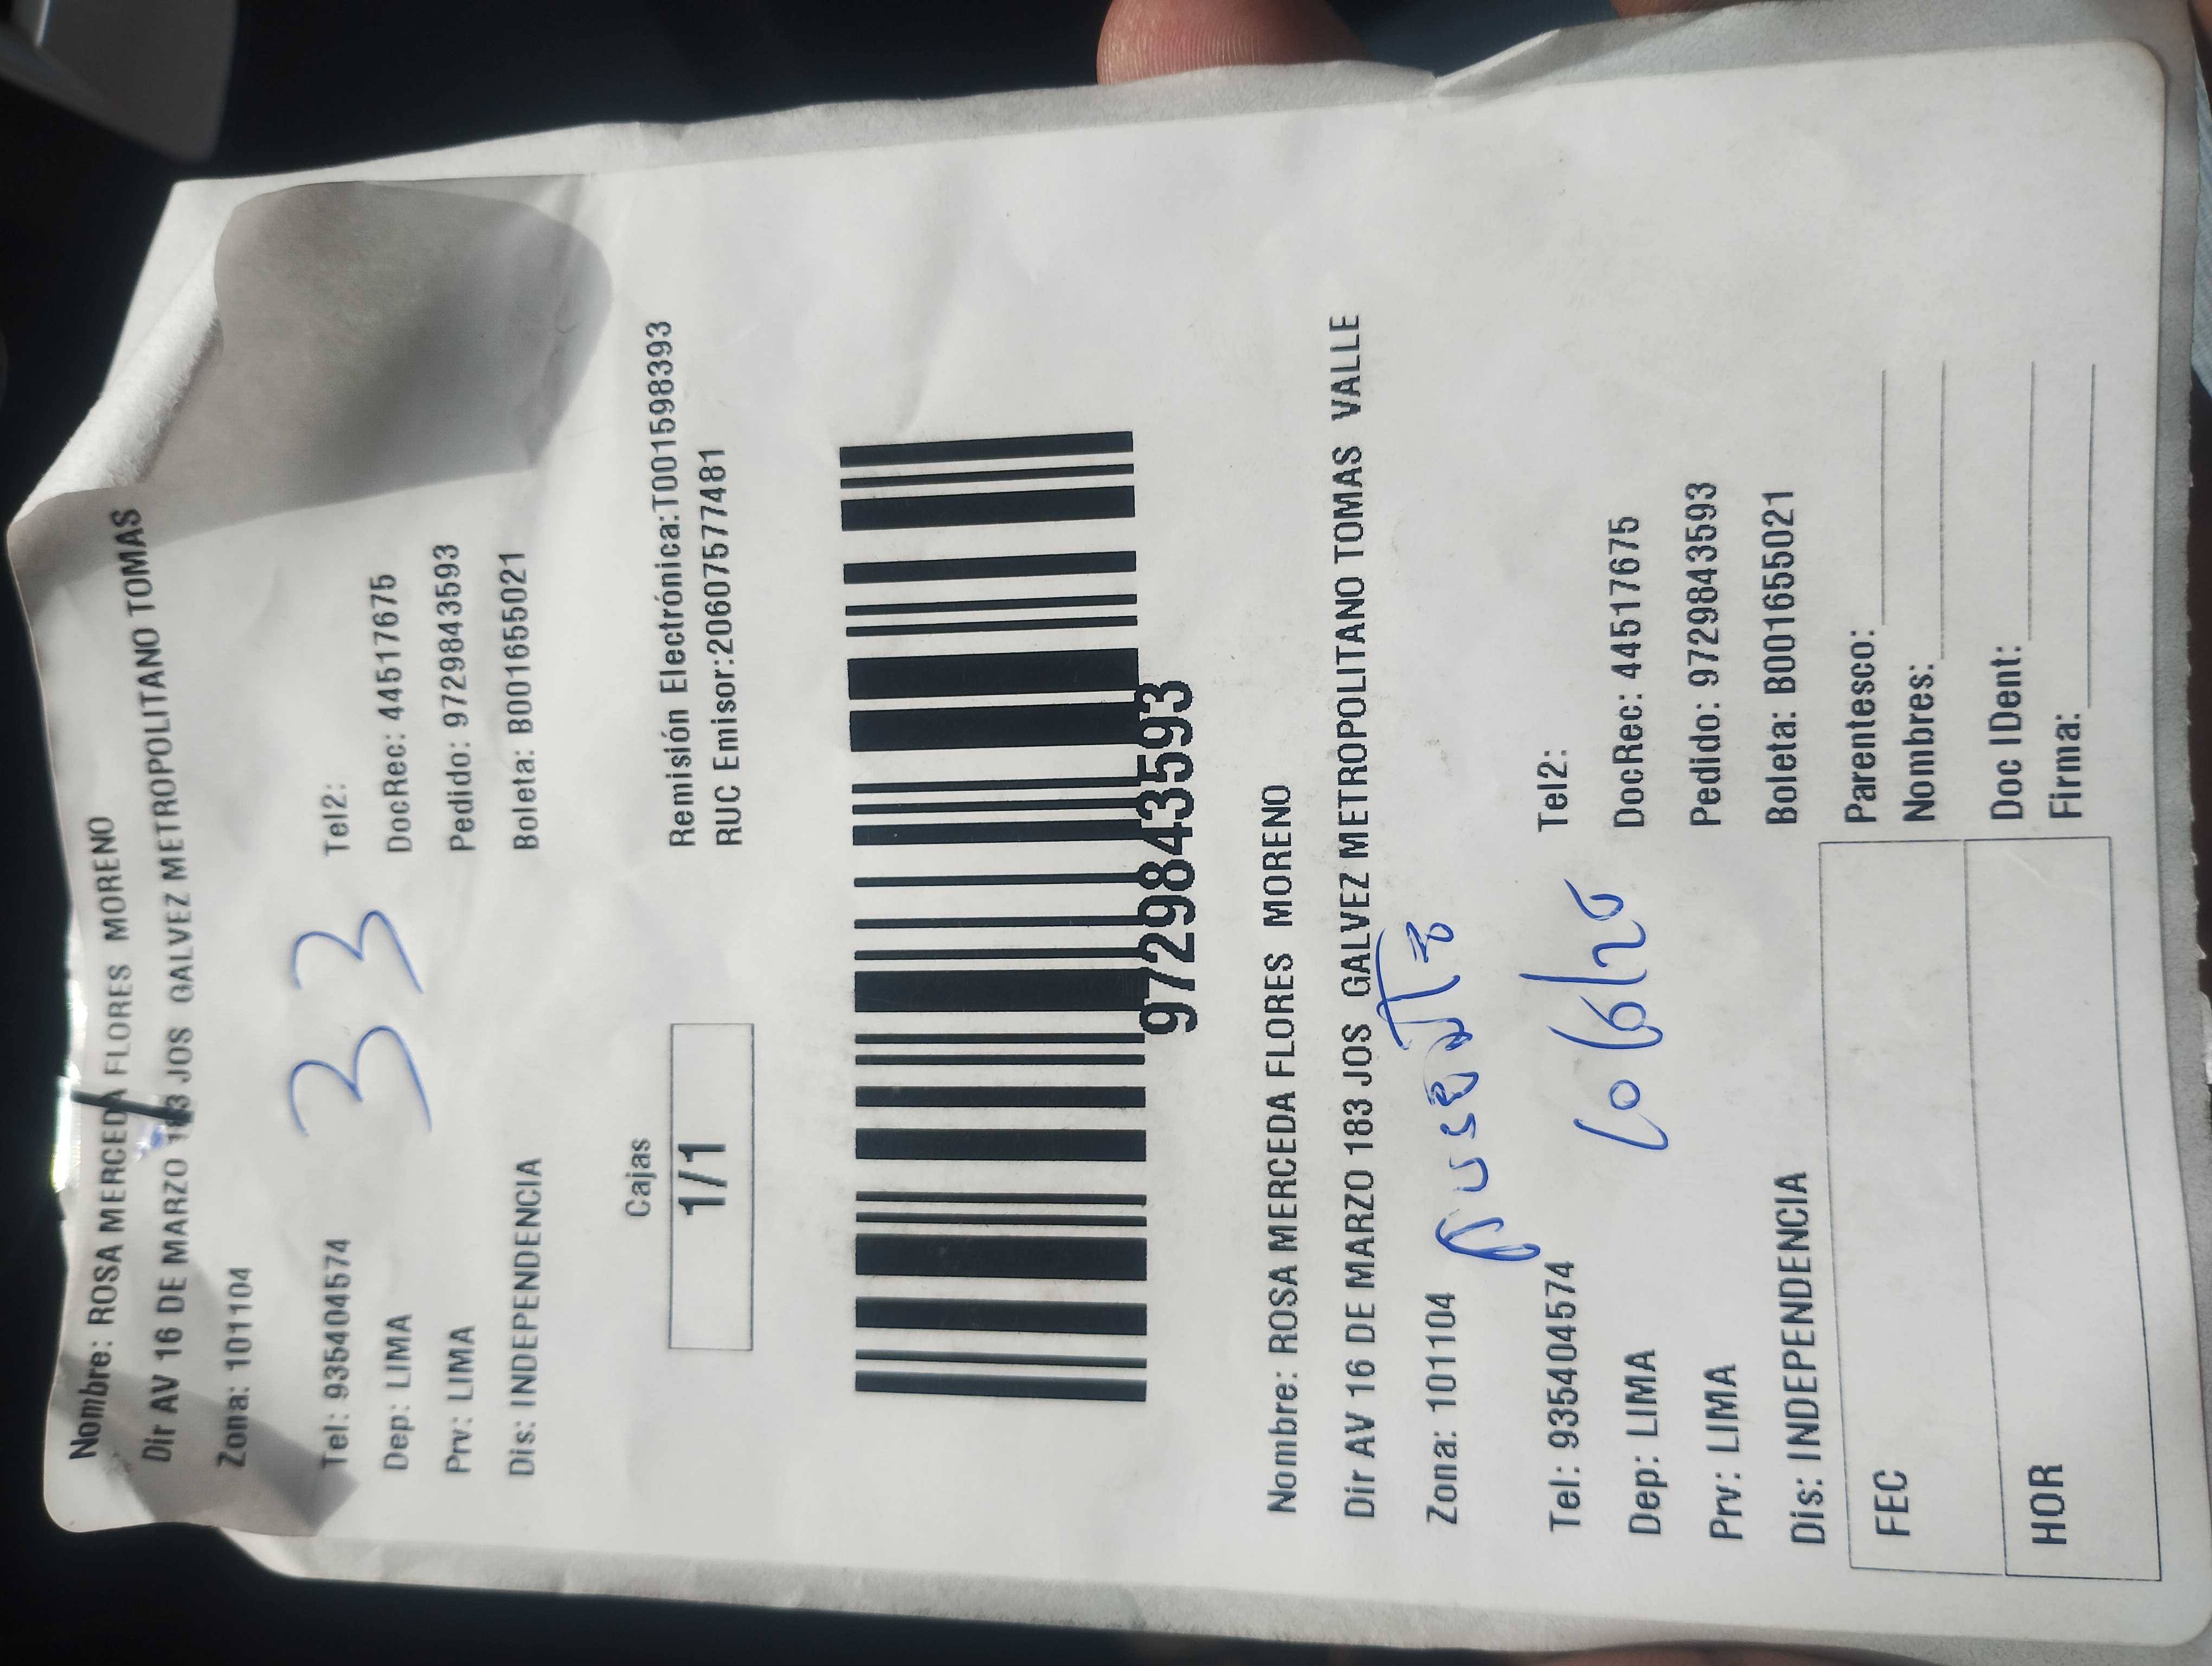 Nombre: ROSA MERCEDA FLORES MORENO
Dir AV 16 DE MARZO 183 JOS GALVEZ METROPOLITANO TOMAS
Zona: 101104
33
Tel: 935404574 Tel2:
Dep: LIMA DocRec: 44517675
Prv: LIMA Pedido: 9729843593
Dis: INDEPENDENCIA Boleta: B001655021
Cajas
1/1
Remisión Electrónica:T001598393
RUC Emisor:20607577481
9729843593
Nombre: ROSA MERCEDA FLORES MORENO
Dir AV 16 DE MARZO 183 JOS GALVEZ METROPOLITANO TOMAS VALLE
Zona: 101104
Ausente
Tel: 935404574 Tel2:
Dep: LIMA DocRec: 44517675
Prv: LIMA Pedido: 9729843593
Dis: INDEPENDENCIA Boleta: B001655021
FEC
Parentesco:
Nombres:
HOR
Doc IDent:
Firma: